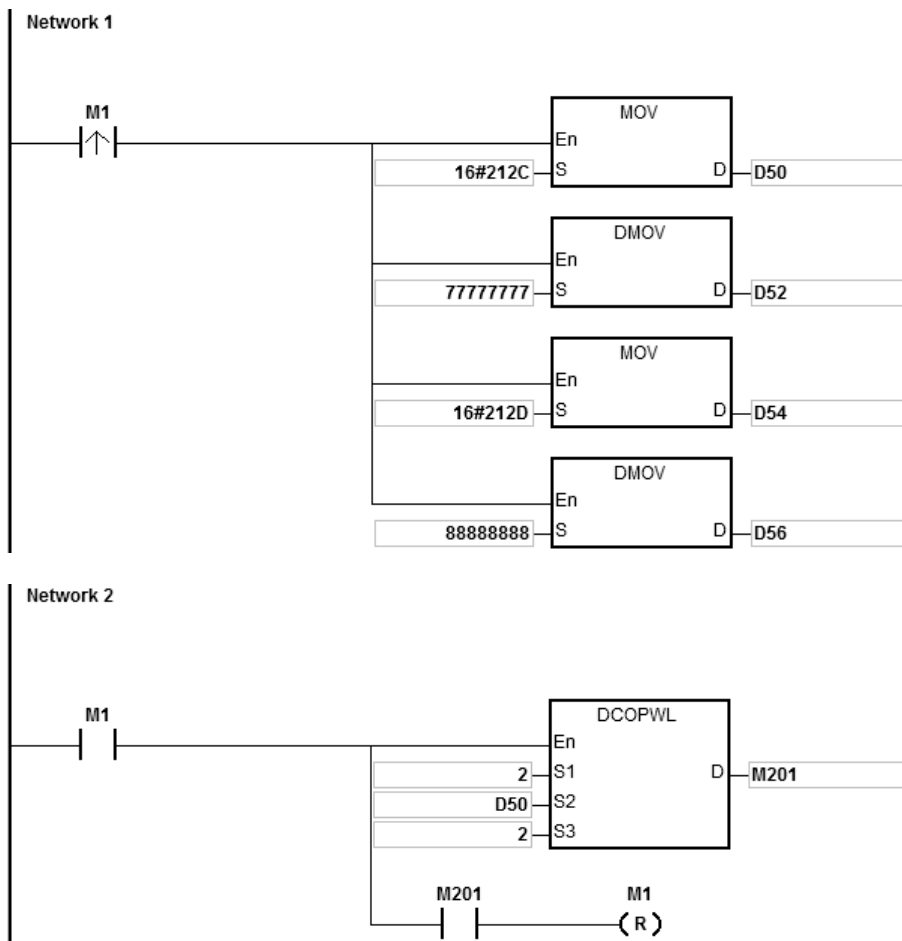 Network 1
M1
MOV
En
16#212C S D D50
DMOV
En
77777777 S D D52
MOV
En
16#212D S D D54
DMOV
En
88888888 S D D56
Network 2
M1
DCOPWL
En
2 S1 D M201
D50 S2
2 S3
M201 M1
R